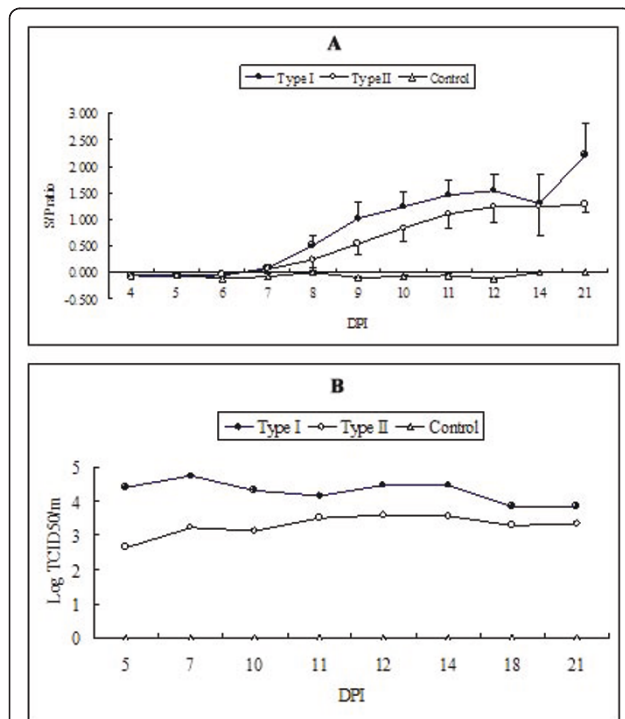 A
Type I Type II Control
3.000
2.500
2.000
1.500
1.000
0.500
0.000
-0.500
S/P ratio
4 5 6 7 8 9 10 11 12 14 21
DPI
B
Type I Type II Control
5
4
3
2
1
0
Log TCID50/m
5 7 10 11 12 14 18 21
DPI